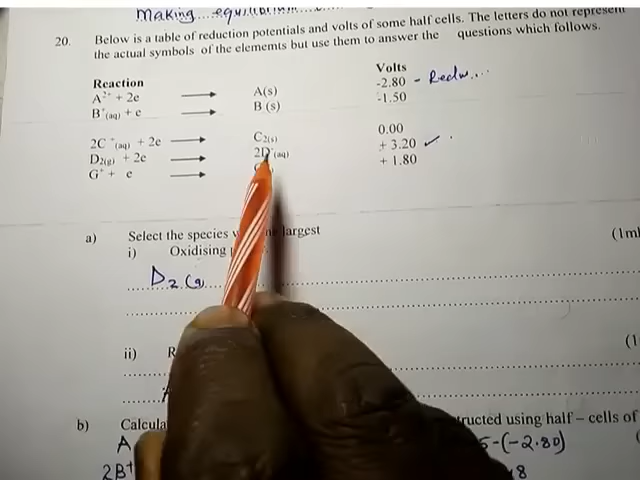 Making equilibrium
20. Below is a table of reduction potentials and volts of some half cells. The letters do not represent
the actual symbols of the elememts but use them to answer the questions which follows.
Reaction Volts
A²⁺ + 2e → A(s) -2.80 - Redu...
B⁺(aq) + e → B (s) -1.50
2C⁺(aq) + 2e → C2(s) 0.00
D2(g) + 2e → 2D⁻(aq) + 3.20 ✓
G⁺ + e → + 1.80
a) Select the species largest (1m
i) Oxidising
D2 (g)
ii) R (1
b) Calcula tructed using half – cells of
A -(-2.80)
2B⁺ 8